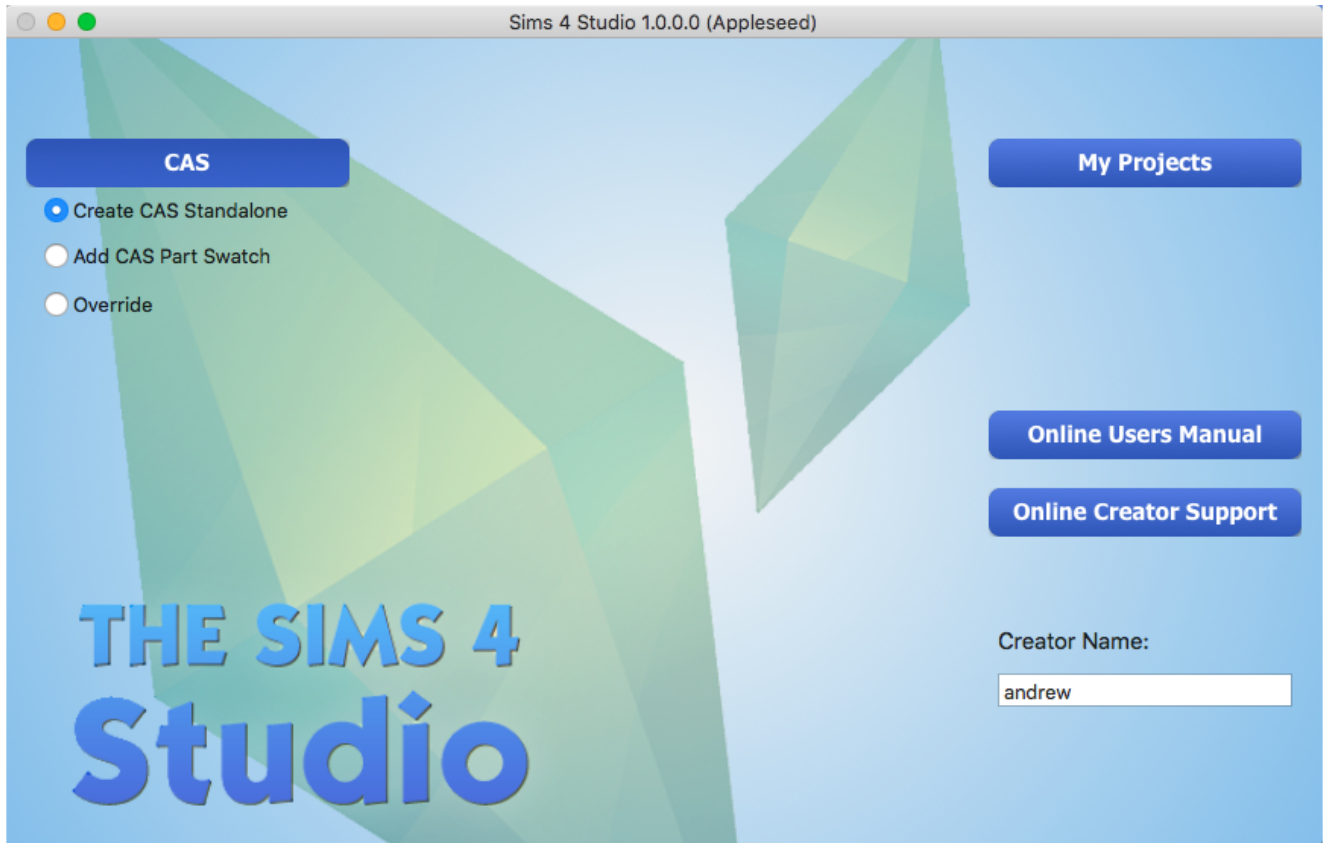 Sims 4 Studio 1.0.0.0 (Appleseed)
CAS
Create CAS Standalone
Add CAS Part Swatch
Override
My Projects
Online Users Manual
Online Creator Support
THE SIMS 4
Studio
Creator Name:
andrew